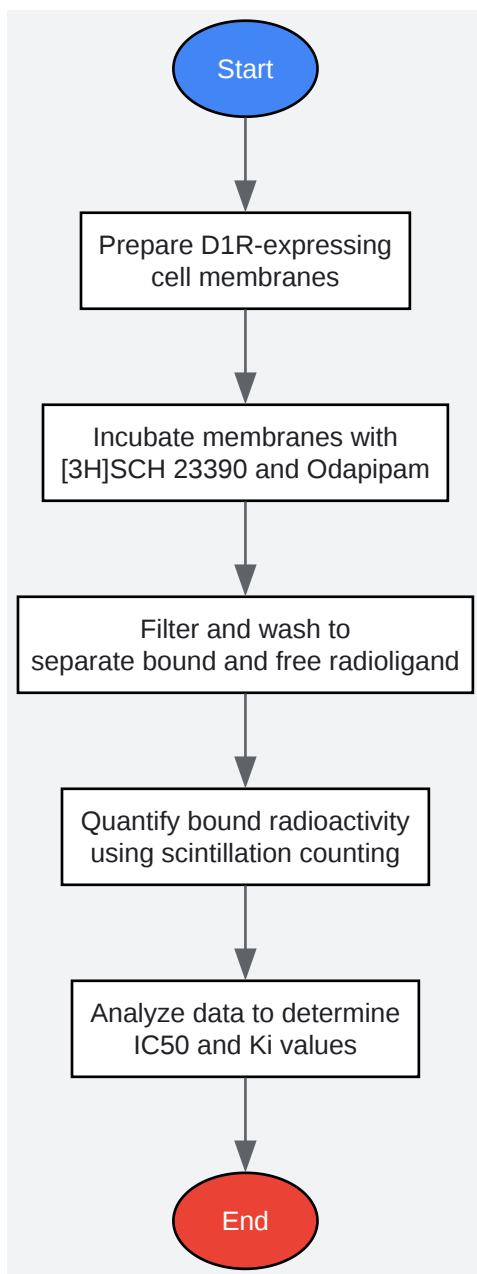 Start
Prepare D1R-expressing
cell membranes
Incubate membranes with
[3H]SCH 23390 and Odapipam
Filter and wash to
separate bound and free radioligand
Quantify bound radioactivity
using scintillation counting
Analyze data to determine
IC50 and Ki values
End